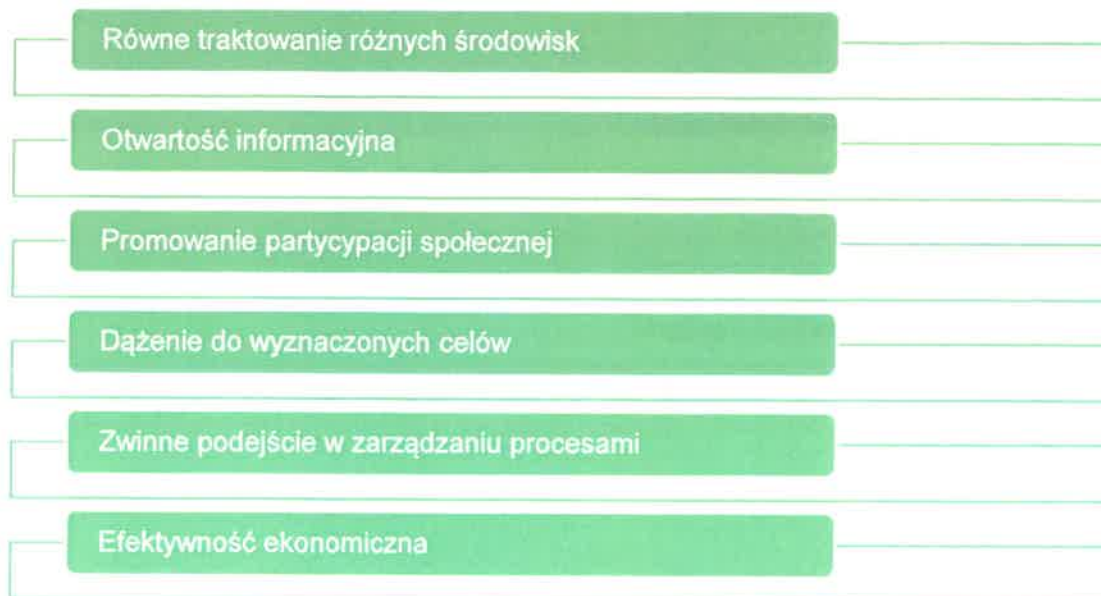 Równe traktowanie różnych środowisk
Otwartość informacyjna
Promowanie partycypacji społecznej
Dążenie do wyznaczonych celów
Zwinne podejście w zarządzaniu procesami
Efektywność ekonomiczna